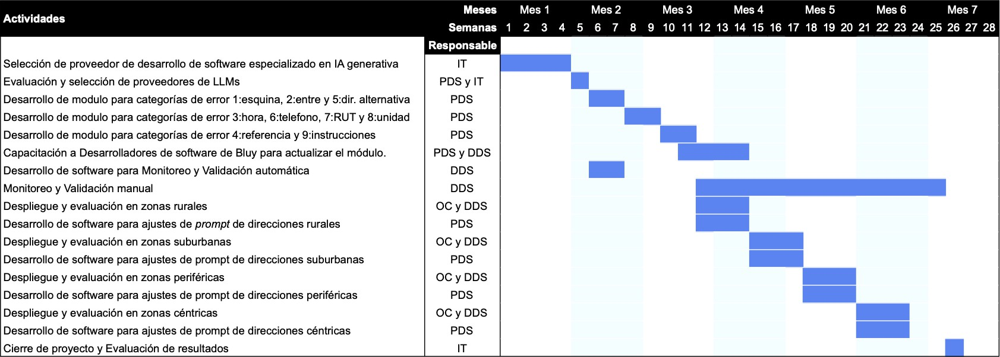 Meses Mes 1 Mes 2 Mes 3 Mes 4 Mes 5 Mes 6 Mes 7
Actividades
Semanas 1 2 3 4 5 6 7 8 9 10 11 12 13 14 15 16 17 18 19 20 21 22 23 24 25 26 27 28
Responsable
Selección de proveedor de desarrollo de software especializado en IA generativa IT
Evaluación y selección de proveedores de LLMs PDS y IT
Desarrollo de modulo para categorías de error 1:esquina, 2:entre y 5:dir. alternativa PDS
Desarrollo de modulo para categorías de error 3:hora, 6:telefono, 7:RUT y 8:unidad PDS
Desarrollo de modulo para categorías de error 4:referencia y 9:instrucciones PDS
Capacitación a Desarrolladores de software de Bluy para actualizar el módulo. PDS y DDS
Desarrollo de software para Monitoreo y Validación automática DDS
Monitoreo y Validación manual DDS
Despliegue y evaluación en zonas rurales OC y DDS
Desarrollo de software para ajustes de prompt de direcciones rurales PDS
Despliegue y evaluación en zonas suburbanas OC y DDS
Desarrollo de software para ajustes de prompt de direcciones suburbanas PDS
Despliegue y evaluación en zonas periféricas OC y DDS
Desarrollo de software para ajustes de prompt de direcciones periféricas PDS
Despliegue y evaluación en zonas céntricas OC y DDS
Desarrollo de software para ajustes de prompt de direcciones céntricas PDS
Cierre de proyecto y Evaluación de resultados IT